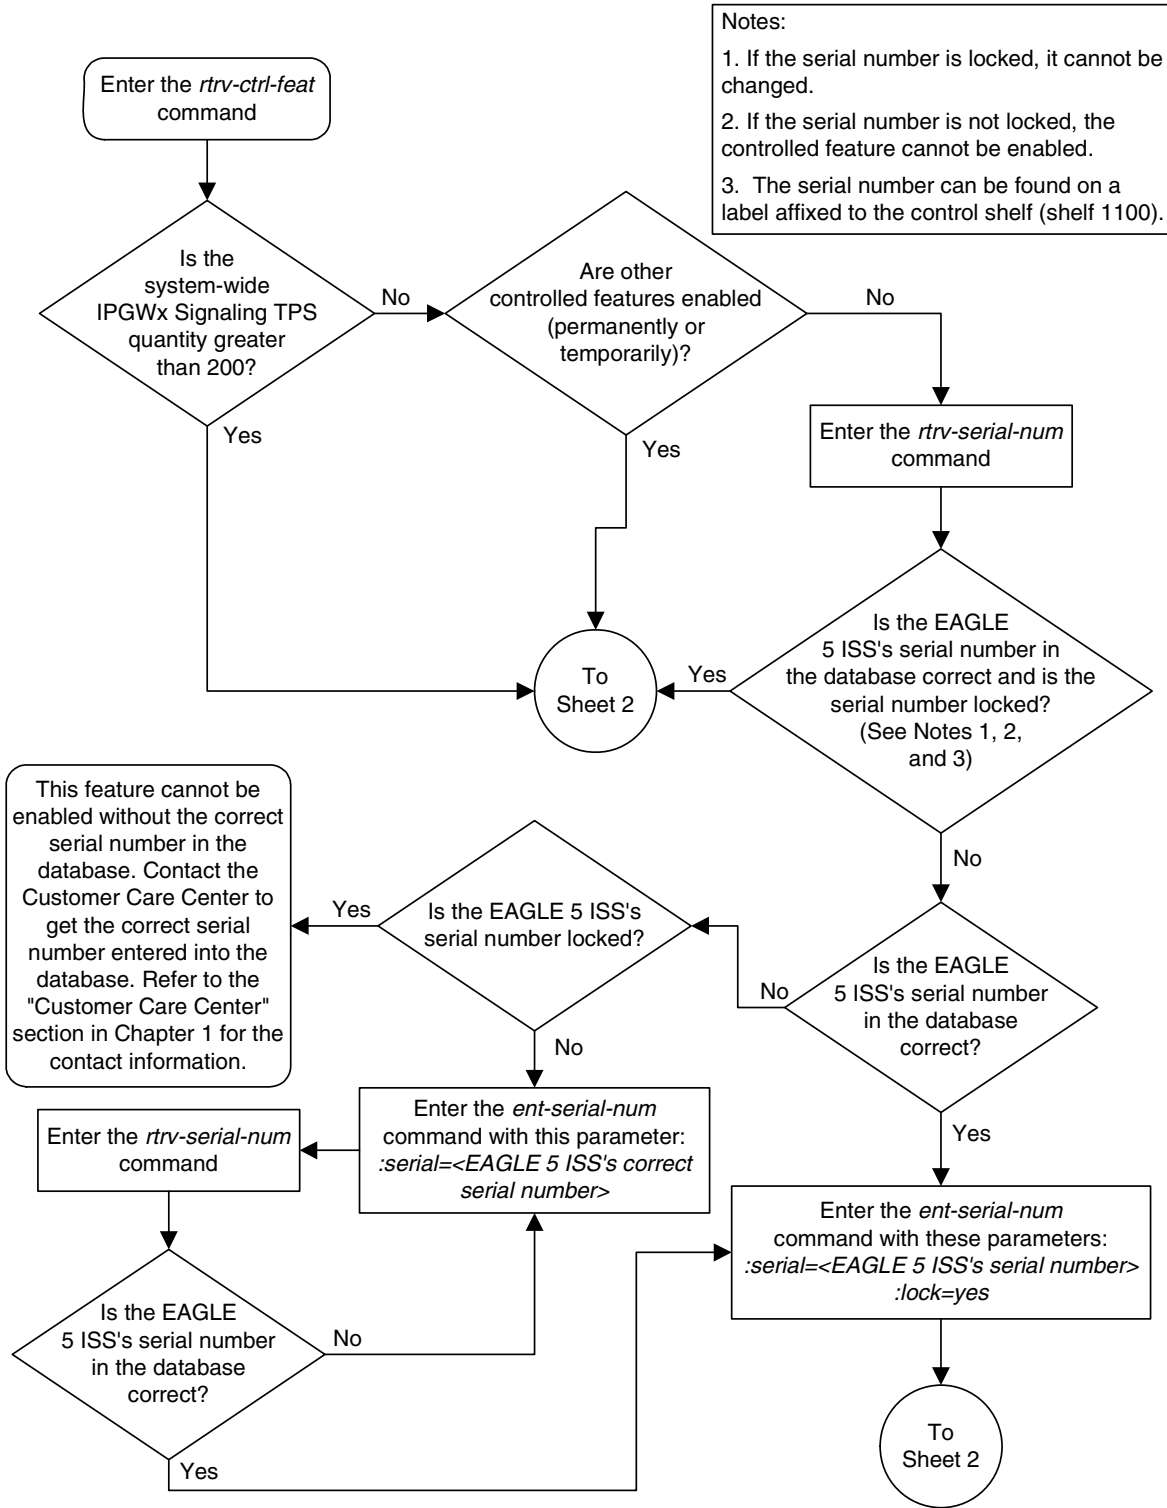 Notes:
1. If the serial number is locked, it cannot be
changed.
2. If the serial number is not locked, the
controlled feature cannot be enabled.
3. The serial number can be found on a
label affixed to the control shelf (shelf 1100).
Enter the rtrv-ctrl-feat
command
Is the
system-wide
IPGWx Signaling TPS
quantity greater
than 200?
No
Yes
Are other
controlled features enabled
(permanently or
temporarily)?
No
Yes
Enter the rtrv-serial-num
command
Is the EAGLE
5 ISS's serial number in
the database correct and is the
serial number locked?
(See Notes 1, 2,
and 3)
Yes
No
To
Sheet 2
This feature cannot be
enabled without the correct
serial number in the
database. Contact the
Customer Care Center to
get the correct serial
number entered into the
database. Refer to the
"Customer Care Center"
section in Chapter 1 for the
contact information.
Yes
Is the EAGLE 5 ISS's
serial number locked?
No
No
Is the EAGLE
5 ISS's serial number
in the database
correct?
Yes
Enter the rtrv-serial-num
command
Enter the ent-serial-num
command with this parameter:
:serial=<EAGLE 5 ISS's correct
serial number>
Enter the ent-serial-num
command with these parameters:
:serial=<EAGLE 5 ISS's serial number>
:lock=yes
Is the EAGLE
5 ISS's serial number
in the database
correct?
No
Yes
To
Sheet 2